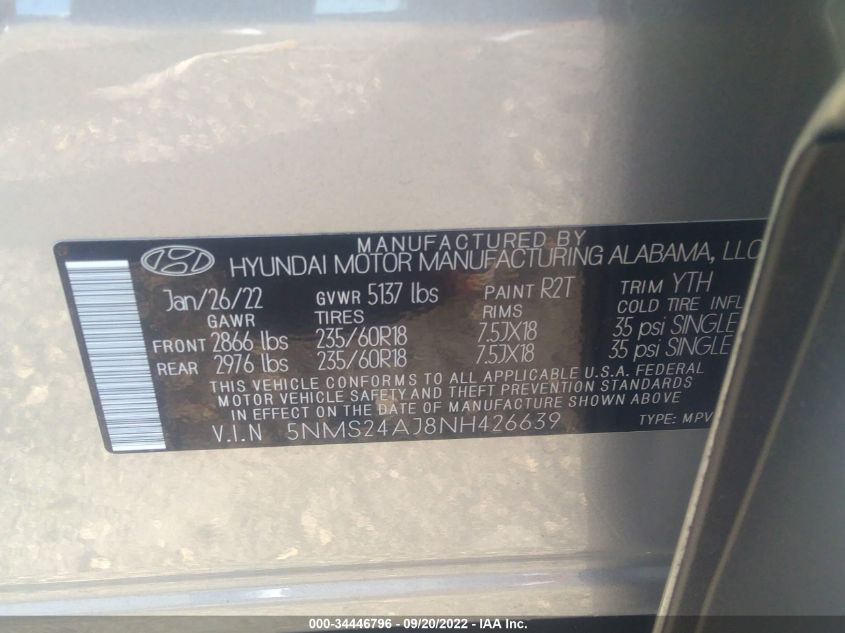 MANUFACTURED BY
HYUNDAI MOTOR MANUFACTURING ALABAMA, LLC
Jan/26/22 GVWR 5137 lbs PAINT R2T TRIM YTH
GAWR TIRES RIMS COLD TIRE INFL
FRONT 2866 lbs 235/60R18 7.5JX18 35 psi SINGLE
REAR 2976 lbs 235/60R18 7.5JX18 35 psi SINGLE
THIS VEHICLE CONFORMS TO ALL APPLICABLE U.S.A. FEDERAL
MOTOR VEHICLE SAFETY AND THEFT PREVENTION STANDARDS
IN EFFECT ON THE DATE OF MANUFACTURE SHOWN ABOVE
V.I.N 5NMS24AJ8NH426639 TYPE: MPV
000-34446796 - 09/20/2022 - IAA Inc.